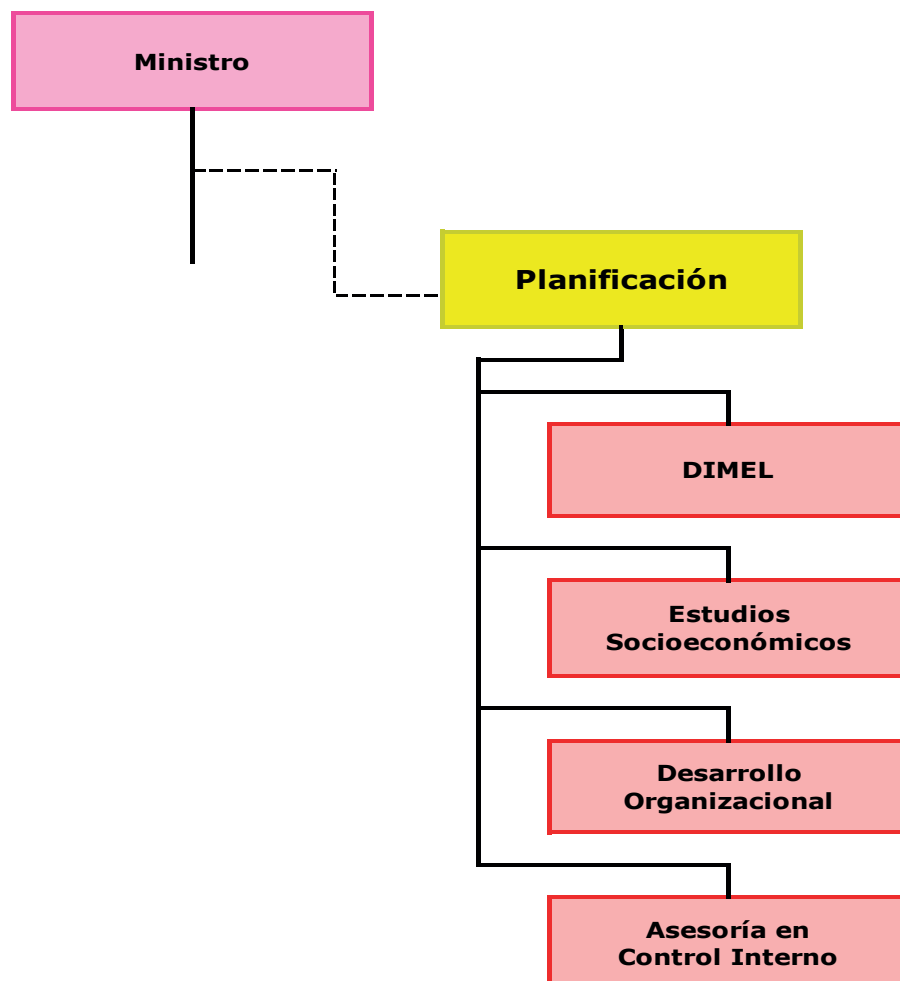 Ministro
Planificación
DIMEL
Estudios
Socioeconómicos
Desarrollo
Organizacional
Asesoría en
Control Interno